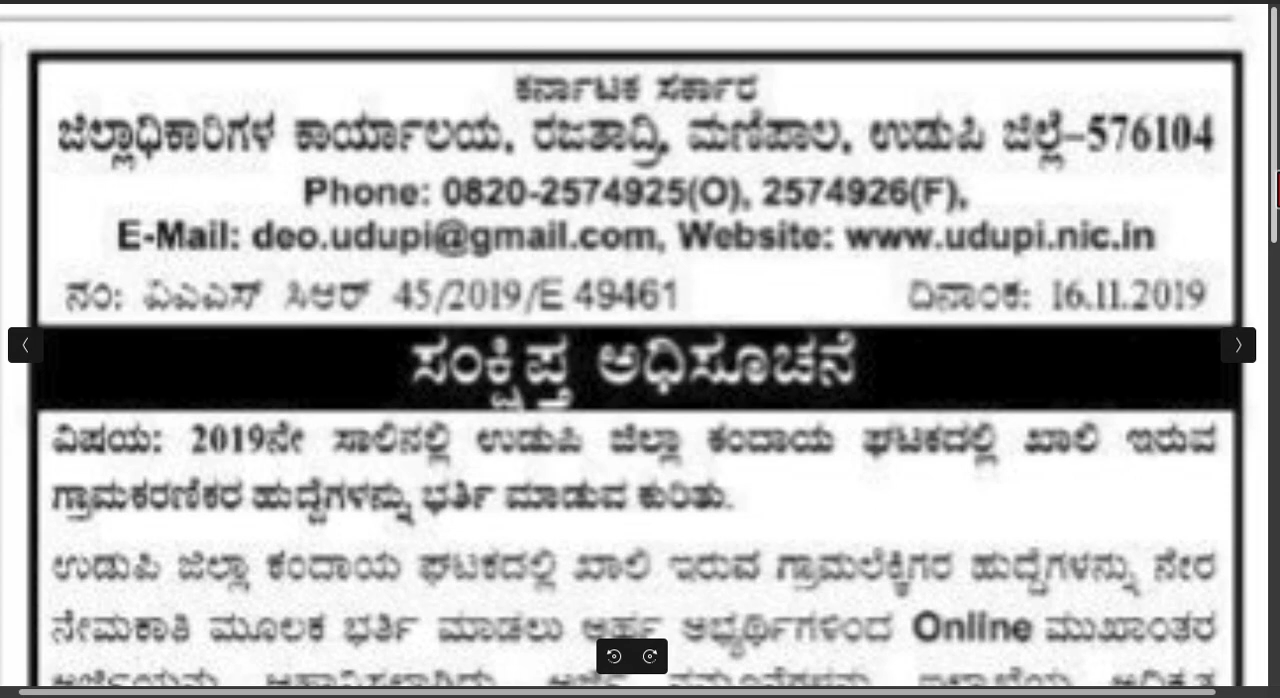 ಕರ್ನಾಟಕ ಸರ್ಕಾರ
ಜಿಲ್ಲಾಧಿಕಾರಿಗಳ ಕಾರ್ಯಾಲಯ, ರಜತಾದ್ರಿ, ಮಣಿಪಾಲ, ಉಡುಪಿ ಜಿಲ್ಲೆ–576104
Phone: 0820-2574925(O), 2574926(F),
E-Mail: deo.udupi@gmail.com, Website: www.udupi.nic.in
ನಂ: ವಿಎಎಸ್ ಸಿಆರ್ 45/2019/E 49461 ದಿನಾಂಕ: 16.11.2019
ಸಂಕ್ಷಿಪ್ತ ಅಧಿಸೂಚನೆ
ವಿಷಯ: 2019ನೇ ಸಾಲಿನಲ್ಲಿ ಉಡುಪಿ ಜಿಲ್ಲಾ ಕಂದಾಯ ಘಟಕದಲ್ಲಿ ಖಾಲಿ ಇರುವ
ಗ್ರಾಮಕರಣಿಕರ ಹುದ್ದೆಗಳನ್ನು ಭರ್ತಿ ಮಾಡುವ ಕುರಿತು.
ಉಡುಪಿ ಜಿಲ್ಲಾ ಕಂದಾಯ ಘಟಕದಲ್ಲಿ ಖಾಲಿ ಇರುವ ಗ್ರಾಮಲೆಕ್ಕಿಗರ ಹುದ್ದೆಗಳನ್ನು ನೇರ
ನೇಮಕಾತಿ ಮೂಲಕ ಭರ್ತಿ ಮಾಡಲು ಅರ್ಹ ಅಭ್ಯರ್ಥಿಗಳಿಂದ Online ಮುಖಾಂತರ